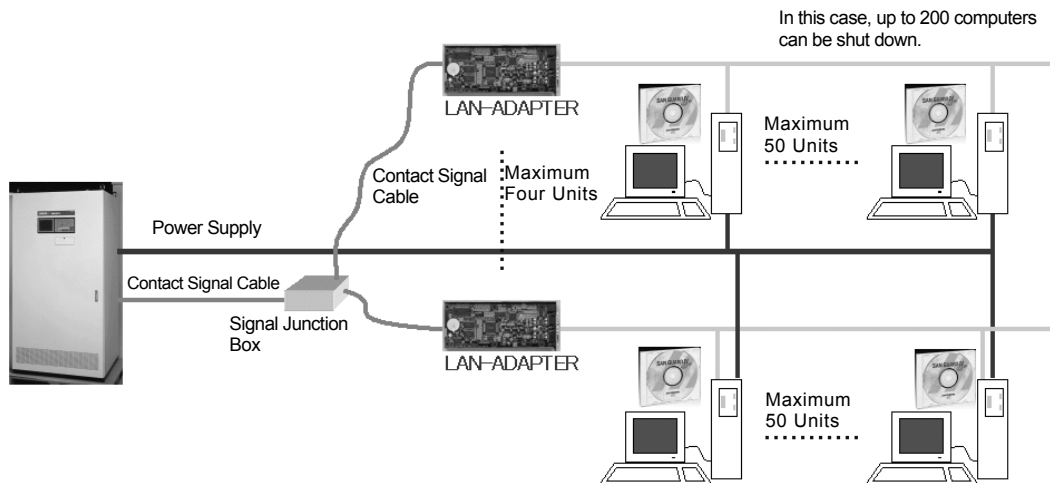 In this case, up to 200 computers
can be shut down.
LAN-ADAPTER
Contact Signal
Cable
Maximum
Four Units
Maximum
50 Units
Power Supply
Contact Signal Cable
Signal Junction
Box
LAN-ADAPTER
Maximum
50 Units